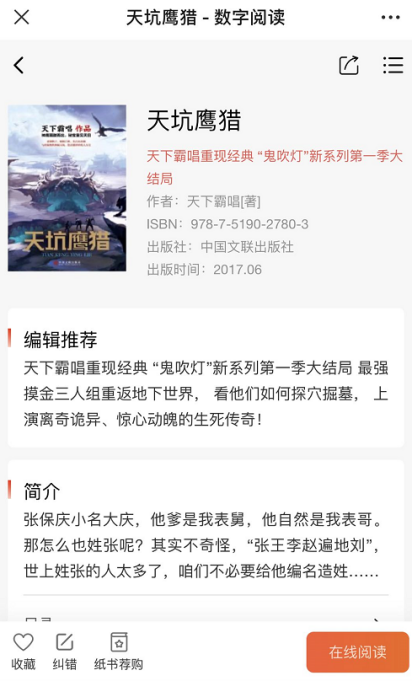 天坑鹰猎 - 数字阅读
天坑鹰猎
天下霸唱重现经典 “鬼吹灯”新系列第一季大
结局
作者：天下霸唱[著]
ISBN：978-7-5190-2780-3
出版社：中国文联出版社
出版时间：2017.06
天下霸唱 作品
天坑鹰猎
编辑推荐
天下霸唱重现经典 “鬼吹灯”新系列第一季大结局 最强
摸金三人组重返地下世界， 看他们如何探穴掘墓， 上
演离奇诡异、惊心动魄的生死传奇！
简介
张保庆小名大庆，他爹是我表舅，他自然是我表哥。
那怎么也姓张呢？其实不奇怪，“张王李赵遍地刘”，
世上姓张的人太多了，咱们不必要给他编名造姓……
收藏
纠错
纸书荐购
在线阅读